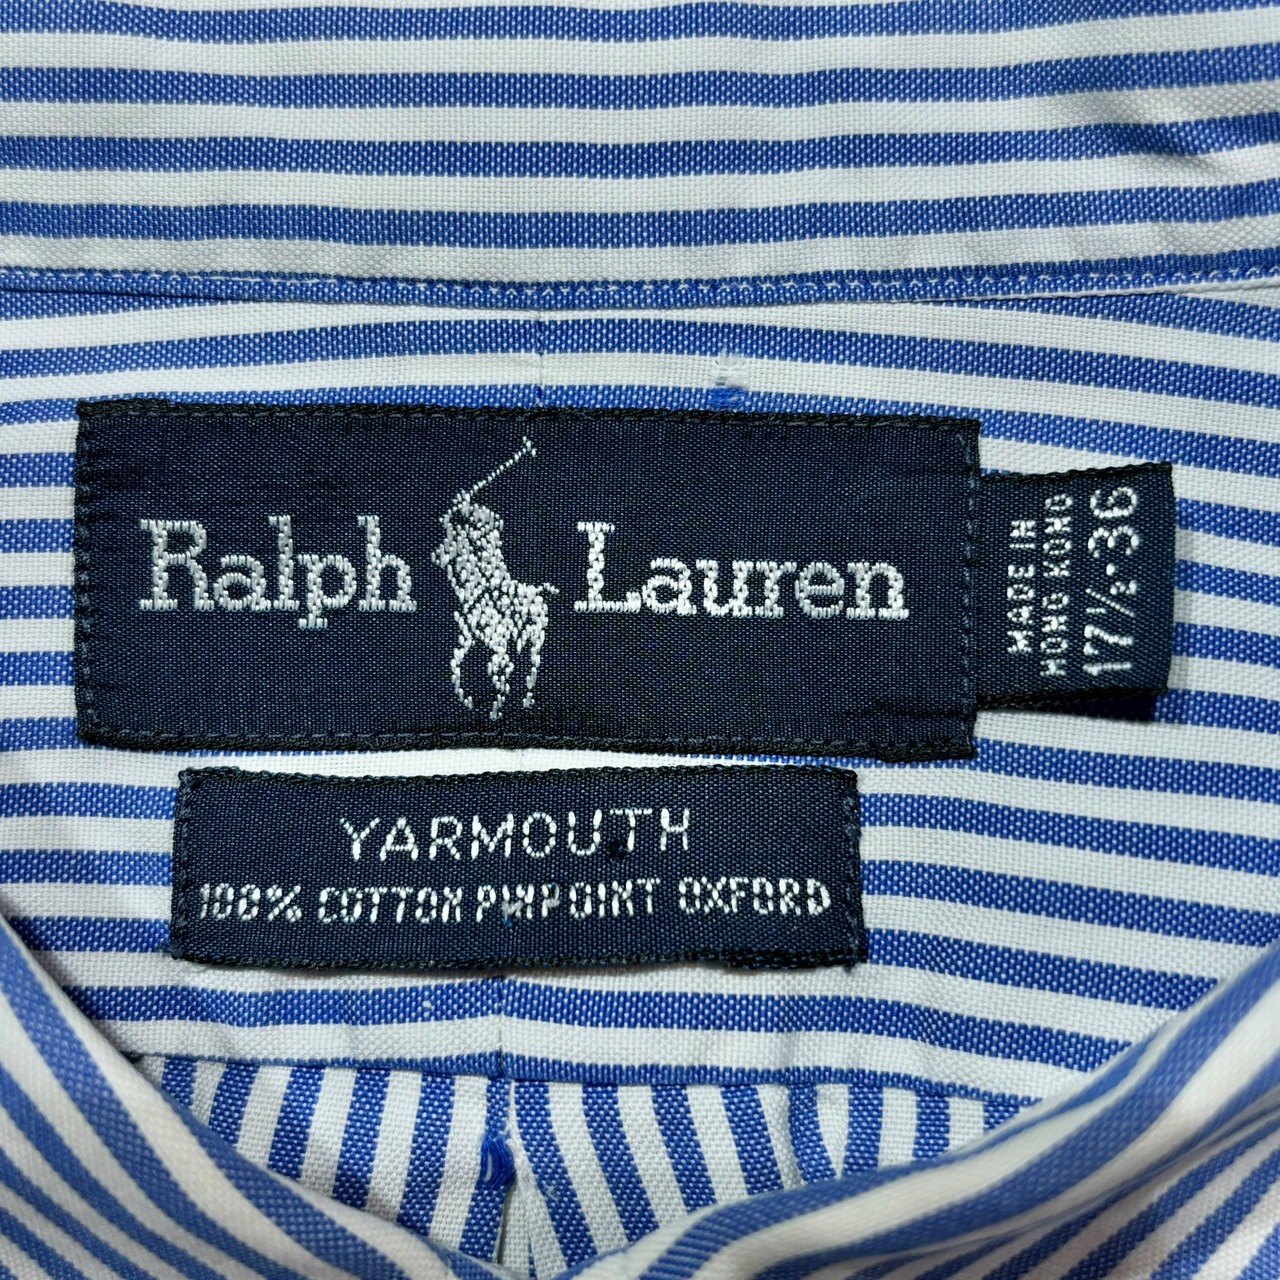 Ralph Lauren
MADE IN
HONG KONG
17½-36
YARMOUTH
100% COTTON PINPOINT OXFORD